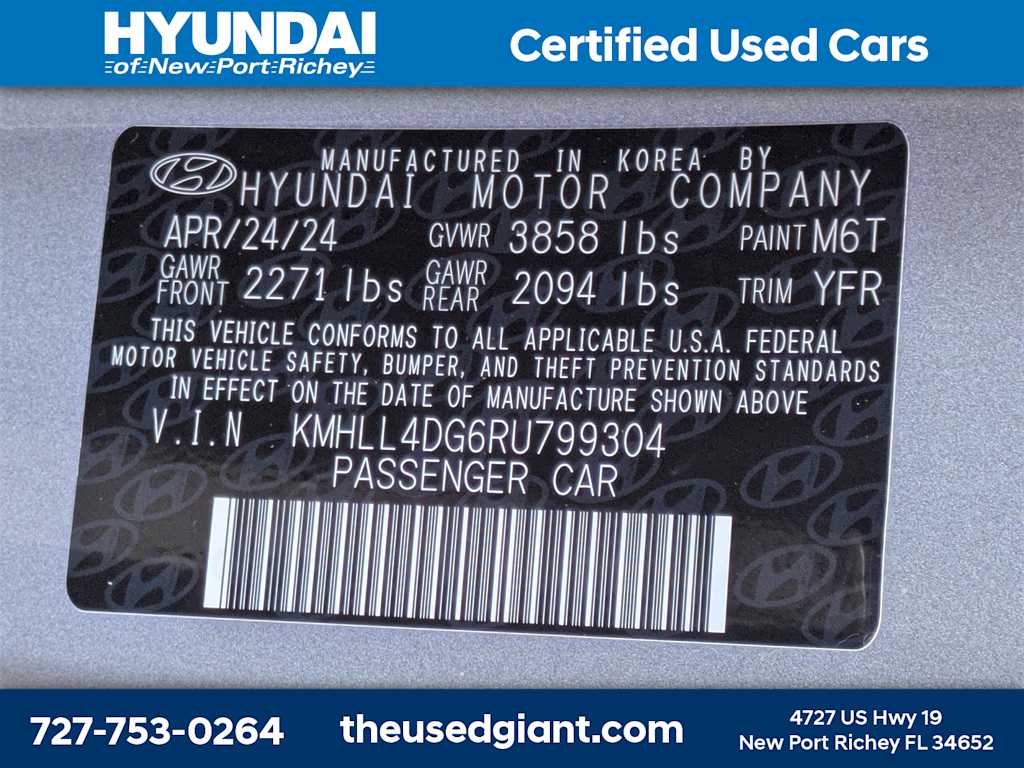 HYUNDAI
of New Port Richey
Certified Used Cars
MANUFACTURED IN KOREA BY
HYUNDAI MOTOR COMPANY
APR/24/24 GVWR 3858 lbs PAINT M6T
GAWR FRONT 2271 lbs GAWR REAR 2094 lbs TRIM YFR
THIS VEHICLE CONFORMS TO ALL APPLICABLE U.S.A. FEDERAL
MOTOR VEHICLE SAFETY, BUMPER, AND THEFT PREVENTION STANDARDS
IN EFFECT ON THE DATE OF MANUFACTURE SHOWN ABOVE
V.I.N KMHLL4DG6RU799304
PASSENGER CAR
727-753-0264
theusedgiant.com
4727 US Hwy 19
New Port Richey FL 34652